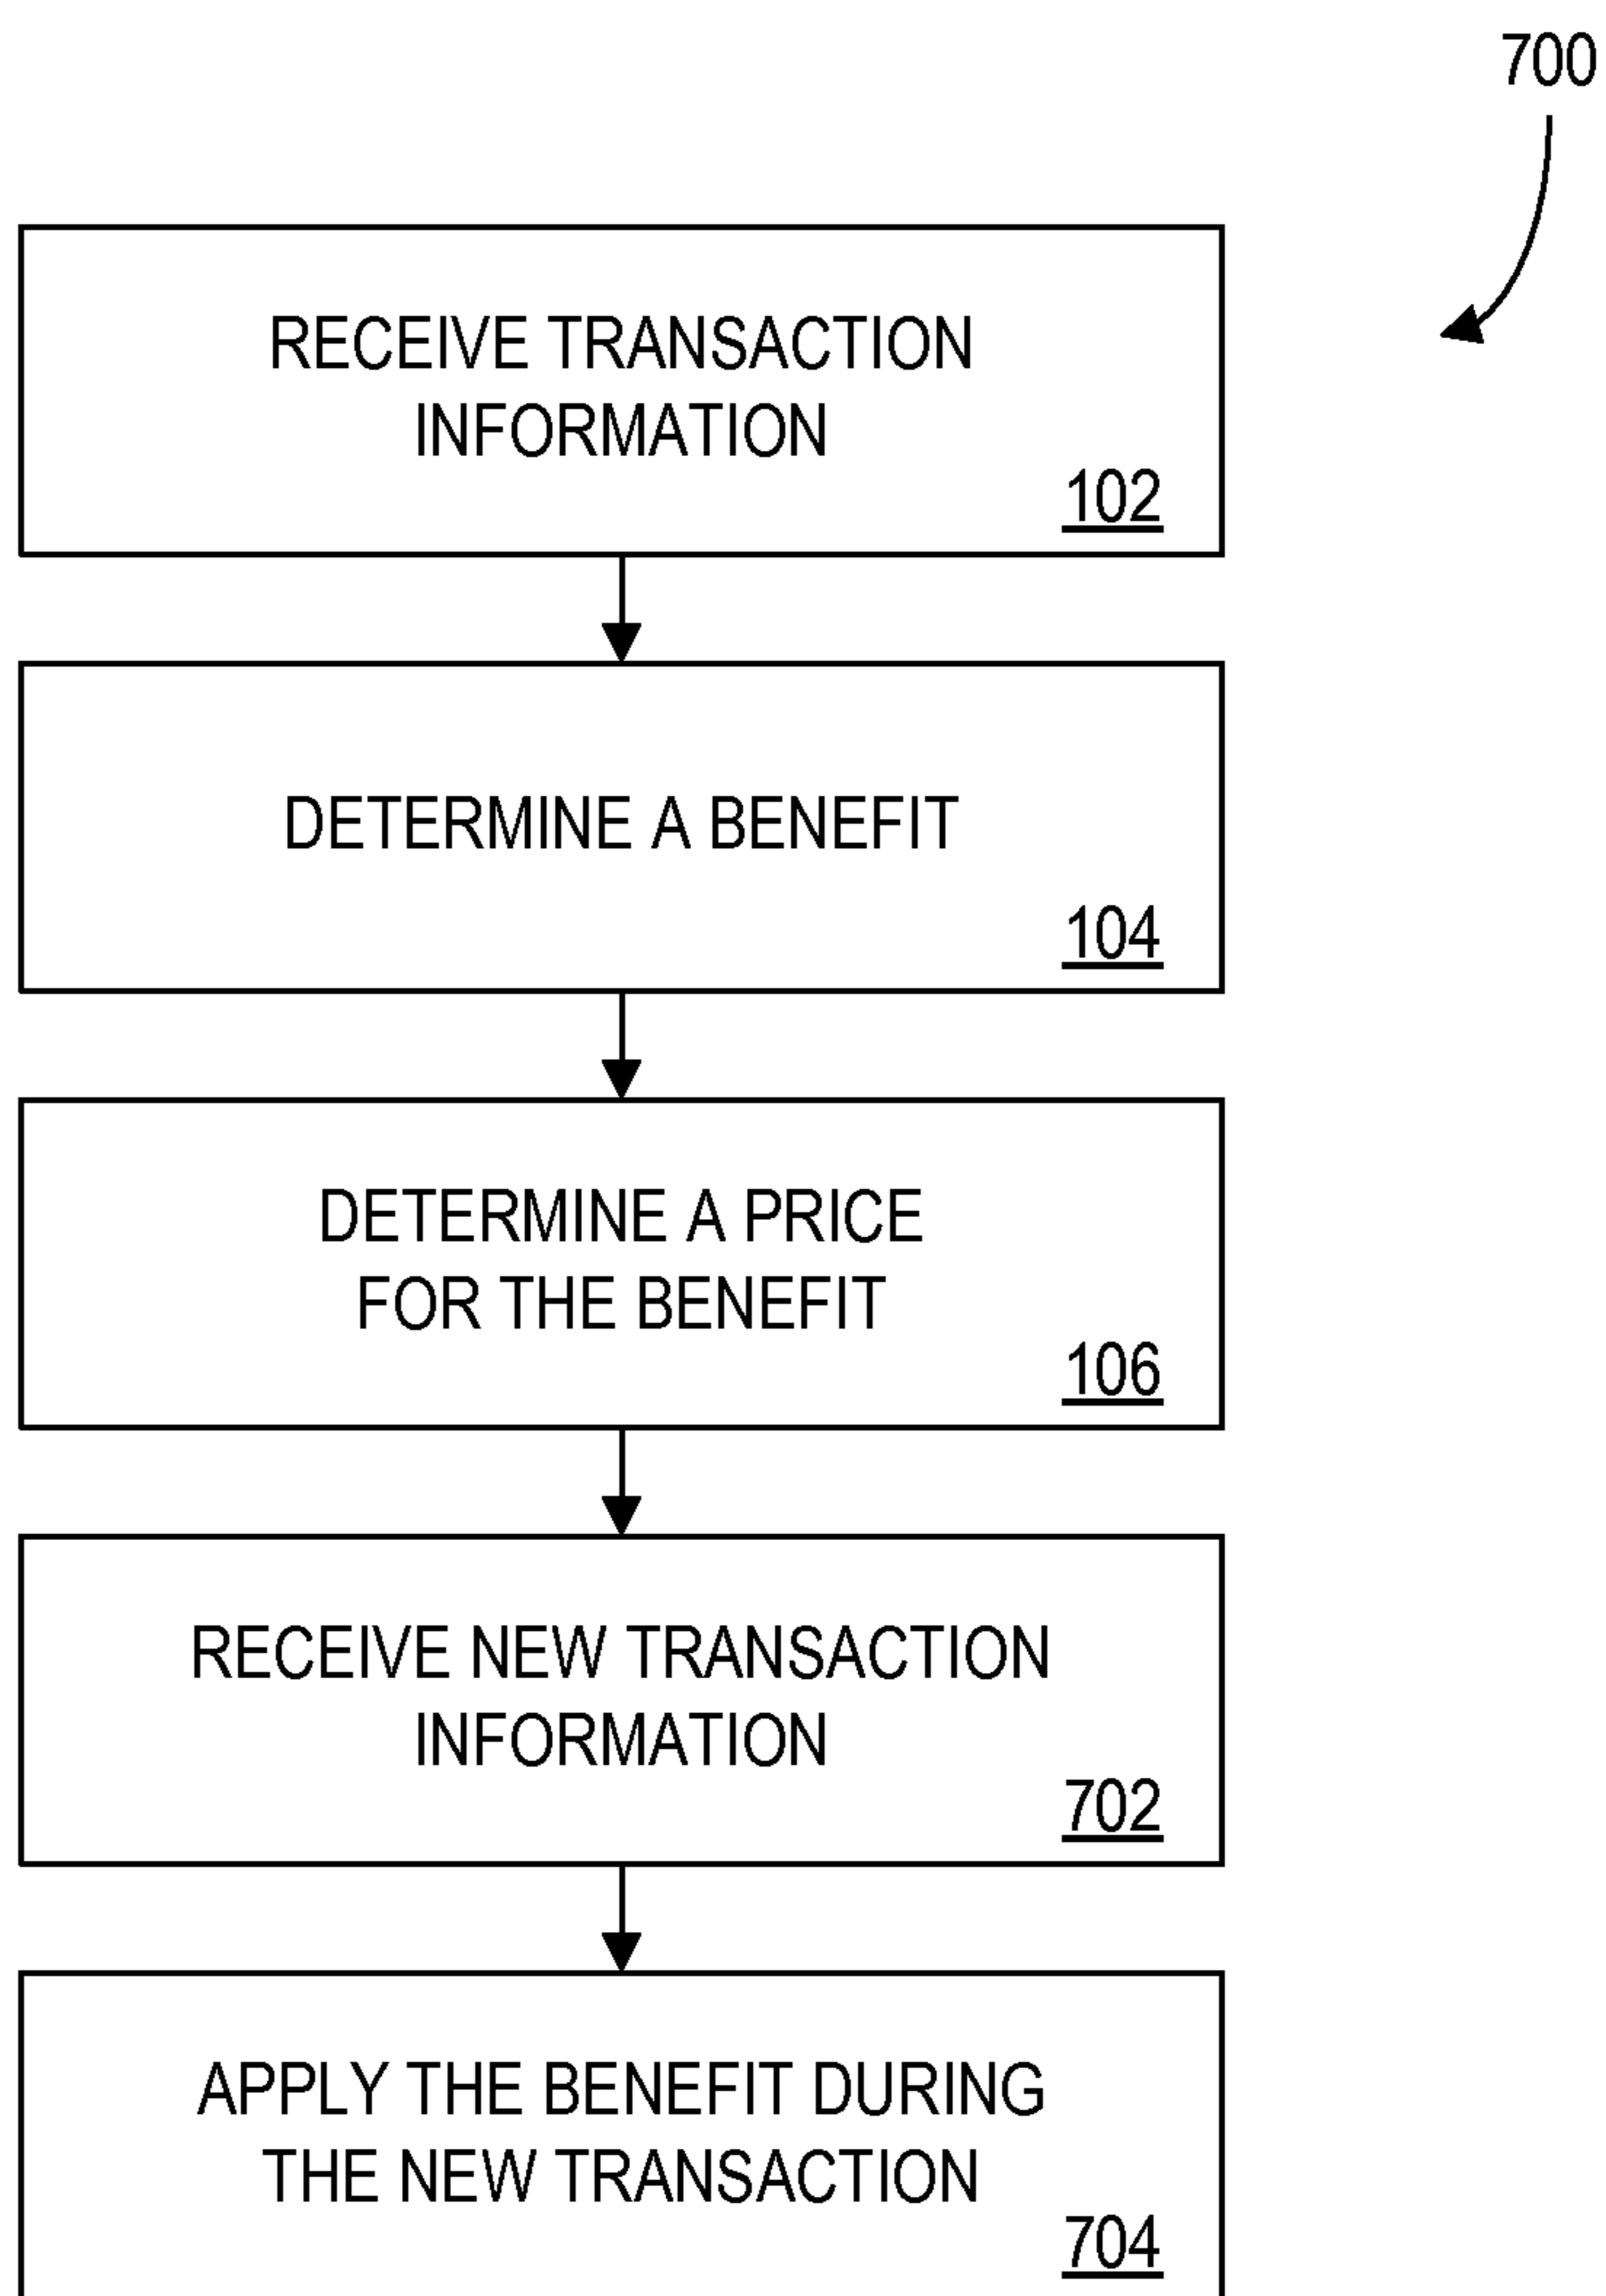 700
RECEIVE TRANSACTION
INFORMATION
102
DETERMINE A BENEFIT
104
DETERMINE A PRICE
FOR THE BENEFIT
106
RECEIVE NEW TRANSACTION
INFORMATION
702
APPLY THE BENEFIT DURING
THE NEW TRANSACTION
704